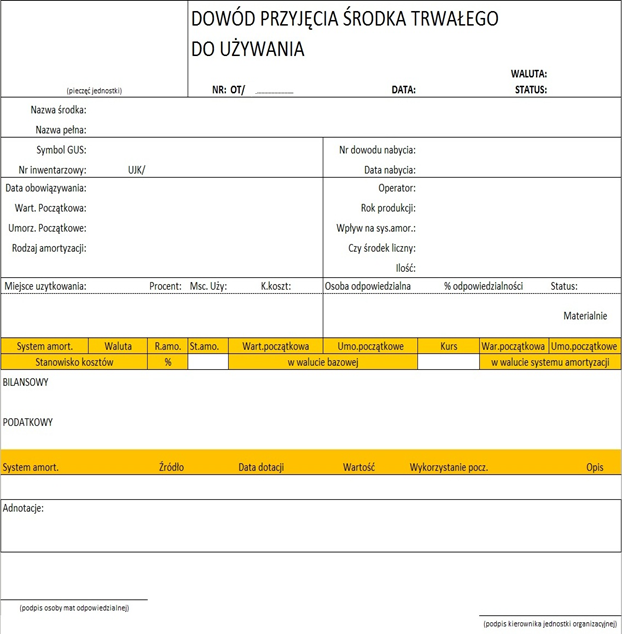 DOWÓD PRZYJĘCIA ŚRODKA TRWAŁEGO
DO UŻYWANIA
WALUTA:
(pieczęć jednostki) NR: OT/ ............... DATA: STATUS:
Nazwa środka:
Nazwa pełna:
Symbol GUS: Nr dowodu nabycia:
Nr inwentarzowy: UJK/ Data nabycia:
Data obowiązywania: Operator:
Wart. Początkowa: Rok produkcji:
Umorz. Początkowe: Wpływ na sys.amor.:
Rodzaj amortyzacji: Czy środek liczny:
Ilość:
Miejsce uzytkowania: Procent: Msc. Uży: K.koszt: Osoba odpowiedzialna % odpowiedzialności Status:
Materialnie
System amort. Waluta R.amo. St.amo. Wart.początkowa Umo.początkowe Kurs War.początkowa Umo.początkowe
Stanowisko kosztów % w walucie bazowej w walucie systemu amortyzacji
BILANSOWY
PODATKOWY
System amort. Źródło Data dotacji Wartość Wykorzystanie pocz. Opis
Adnotacje:
(podpis osoby mat odpowiedzialnej)
(podpis kierownika jednostki organizacyjnej)